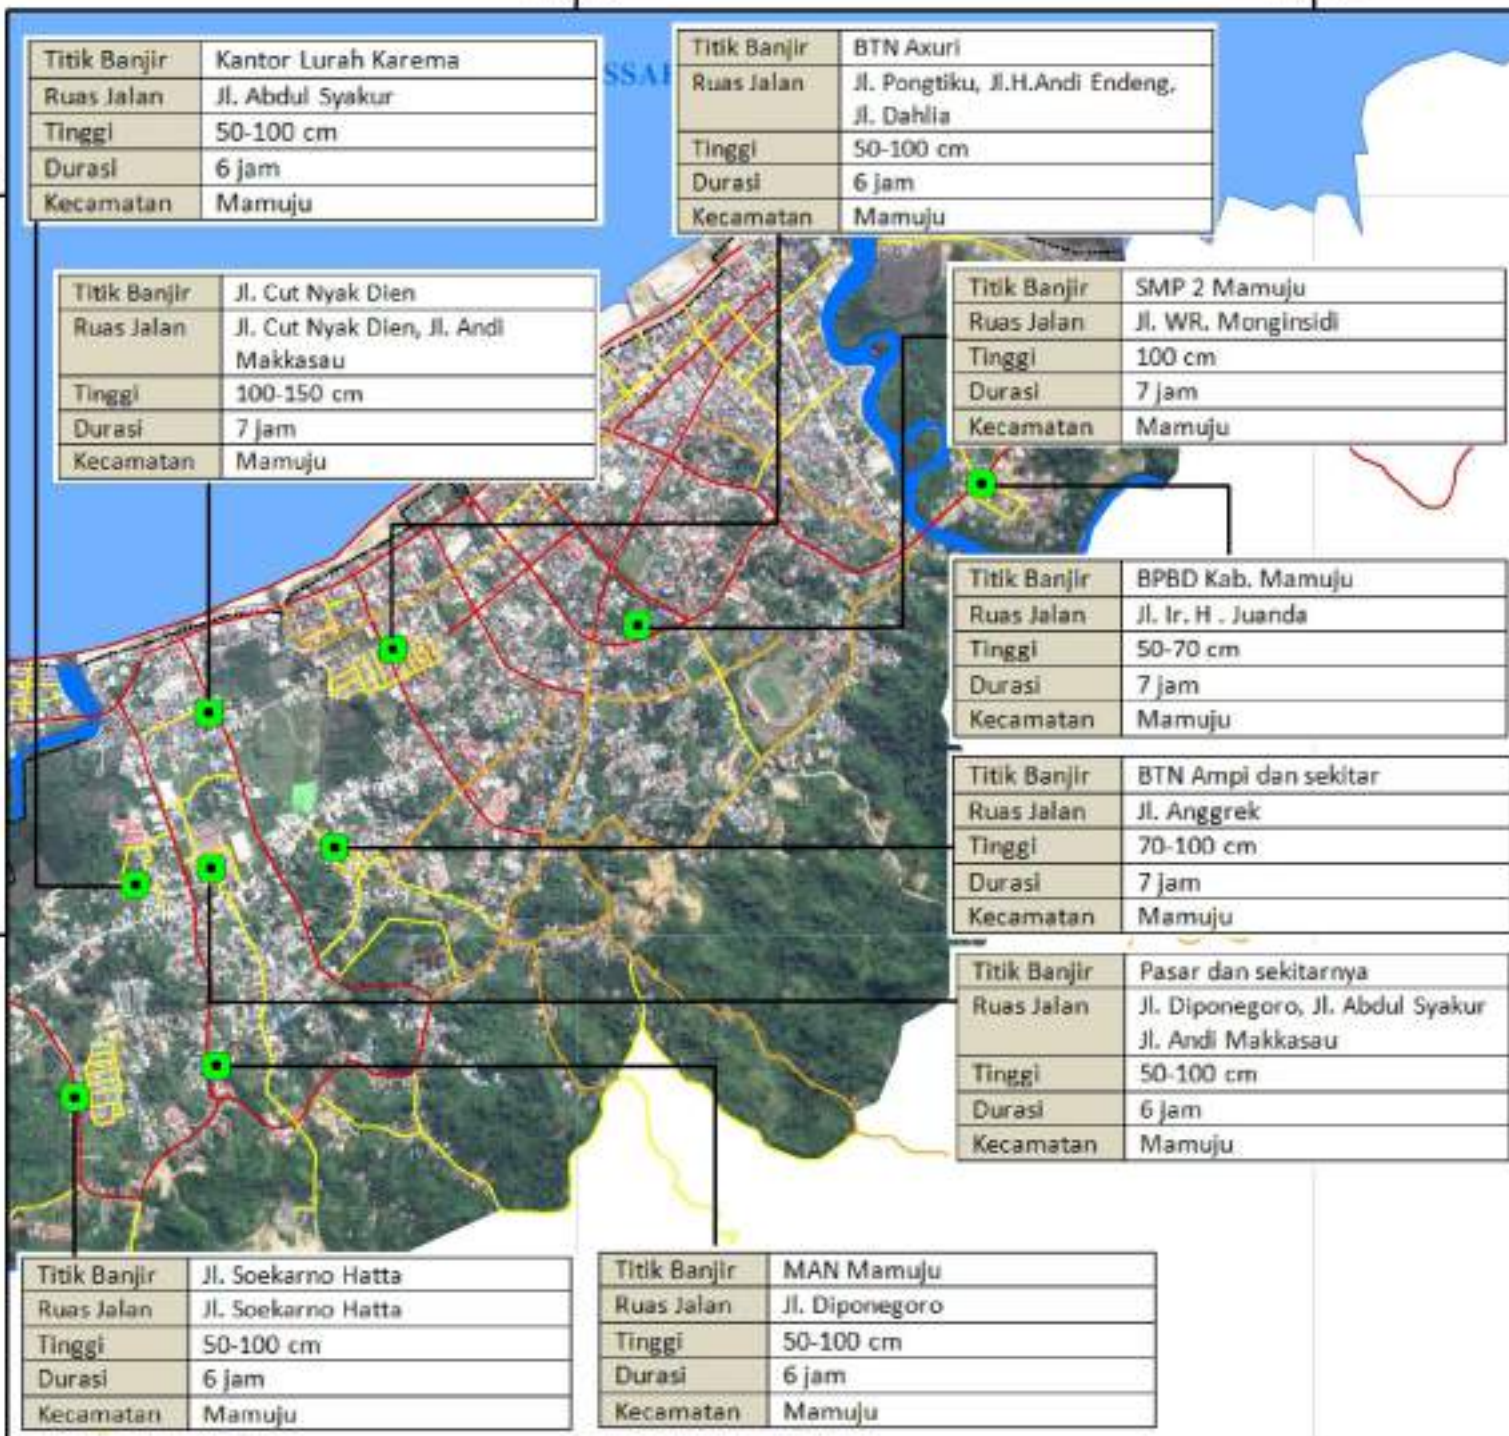 Titik Banjir Kantor Lurah Karema
Ruas Jalan Jl. Abdul Syakur
Tinggi 50-100 cm
Durasi 6 jam
Kecamatan Mamuju
Titik Banjir BTN Axuri
Ruas Jalan Jl. Pongtiku, Jl.H.Andi Endeng,
Jl. Dahlia
Tinggi 50-100 cm
Durasi 6 jam
Kecamatan Mamuju
Titik Banjir Jl. Cut Nyak Dien
Ruas Jalan Jl. Cut Nyak Dien, Jl. Andi
Makkasau
Tinggi 100-150 cm
Durasi 7 jam
Kecamatan Mamuju
Titik Banjir SMP 2 Mamuju
Ruas Jalan Jl. WR. Monginsidi
Tinggi 100 cm
Durasi 7 jam
Kecamatan Mamuju
Titik Banjir BPBD Kab. Mamuju
Ruas Jalan Jl. Ir. H . Juanda
Tinggi 50-70 cm
Durasi 7 jam
Kecamatan Mamuju
Titik Banjir BTN Ampi dan sekitar
Ruas Jalan Jl. Anggrek
Tinggi 70-100 cm
Durasi 7 jam
Kecamatan Mamuju
Titik Banjir Pasar dan sekitarnya
Ruas Jalan Jl. Diponegoro, Jl. Abdul Syakur
Jl. Andi Makkasau
Tinggi 50-100 cm
Durasi 6 jam
Kecamatan Mamuju
Titik Banjir Jl. Soekarno Hatta
Ruas Jalan Jl. Soekarno Hatta
Tinggi 50-100 cm
Durasi 6 jam
Kecamatan Mamuju
Titik Banjir MAN Mamuju
Ruas Jalan Jl. Diponegoro
Tinggi 50-100 cm
Durasi 6 jam
Kecamatan Mamuju